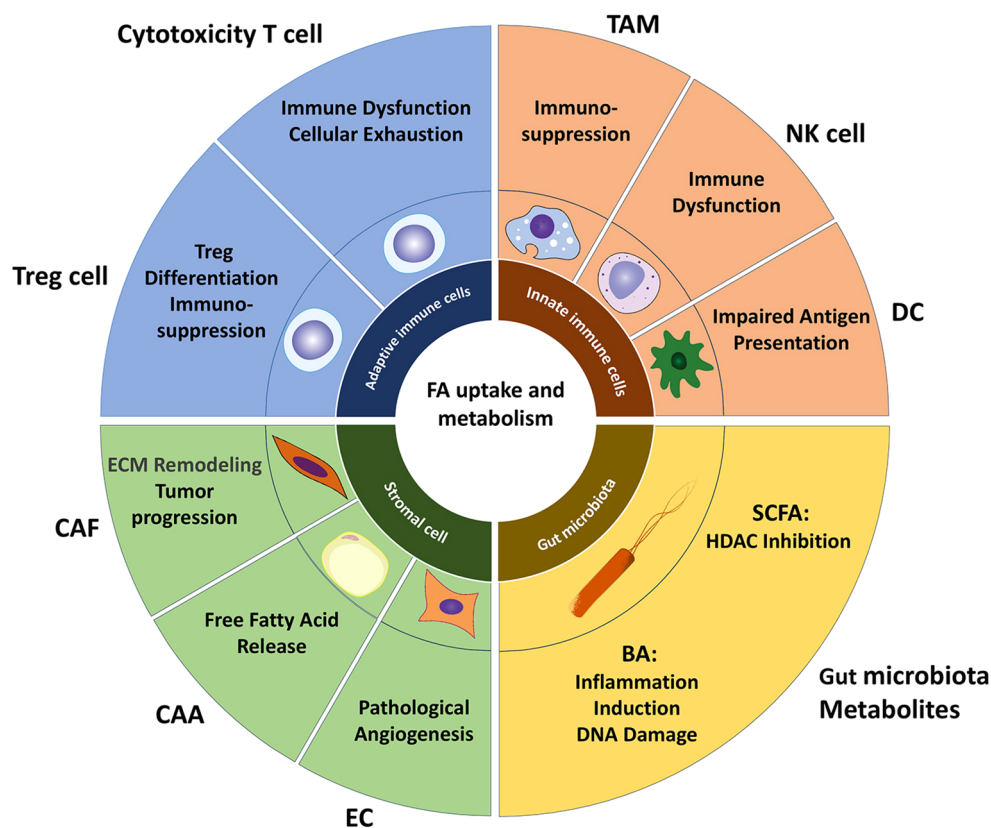 Cytotoxicity T cell
Immune Dysfunction
Cellular Exhaustion
Treg cell
Treg
Differentiation
Immuno-
suppression
Adaptive immune cells
TAM
Immuno-
suppression
NK cell
Immune
Dysfunction
DC
Impaired Antigen
Presentation
Innate immune cells
FA uptake and
metabolism
CAF
ECM Remodeling
Tumor
progression
CAA
Free Fatty Acid
Release
EC
Pathological
Angiogenesis
Stromal cell
Gut microbiota
SCFA:
HDAC Inhibition
BA:
Inflammation
Induction
DNA Damage
Gut microbiota
Metabolites